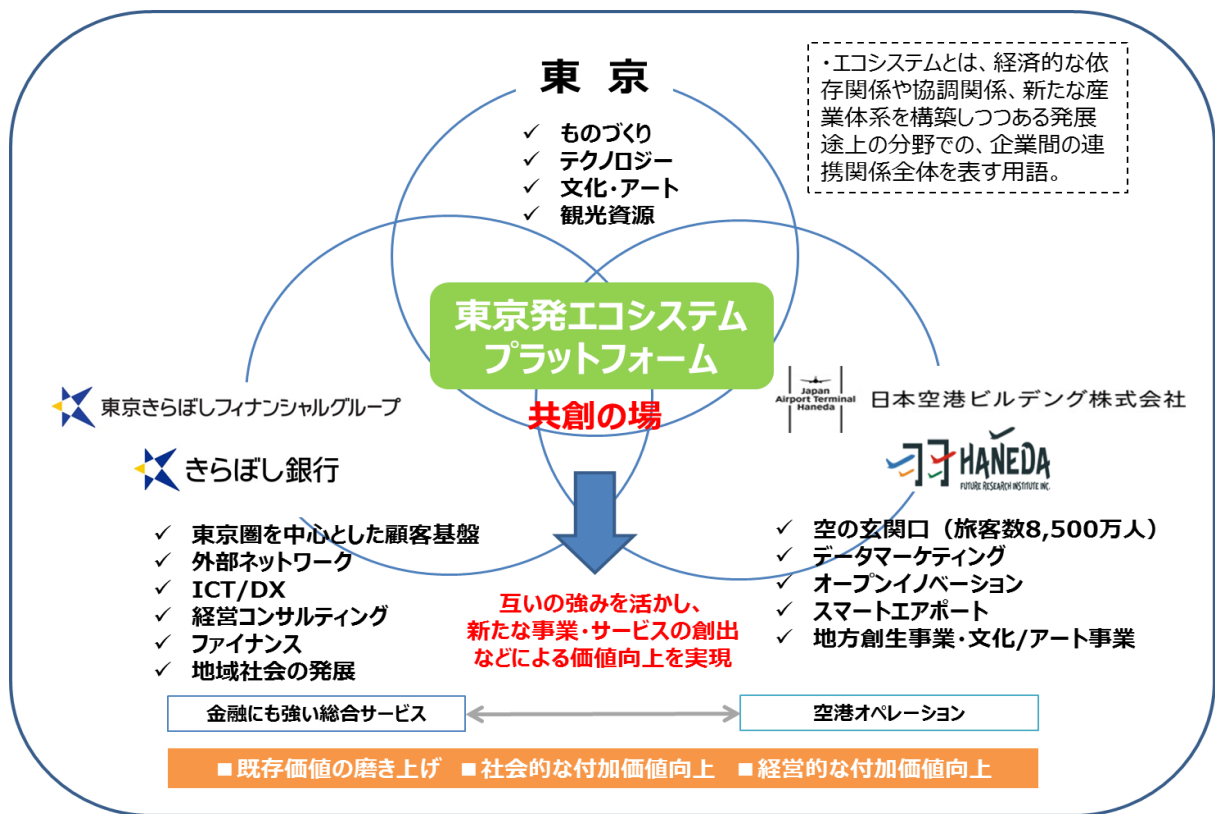 東 京
✓ ものづくり
✓ テクノロジー
✓ 文化・アート
✓ 観光資源
・エコシステムとは、経済的な依
存関係や協調関係、新たな産
業体系を構築しつつある発展
途上の分野での、企業間の連
携関係全体を表す用語。
東京発エコシステム
プラットフォーム
共創の場
東京きらぼしフィナンシャルグループ
きらぼし銀行
✓ 東京圏を中心とした顧客基盤
✓ 外部ネットワーク
✓ ICT/DX
✓ 経営コンサルティング
✓ ファイナンス
✓ 地域社会の発展
Japan
Airport Terminal
Haneda
日本空港ビルデング株式会社
HANEDA
FUTURE RESEARCH INSTITUTE INC.
✓ 空の玄関口（旅客数8,500万人）
✓ データマーケティング
✓ オープンイノベーション
✓ スマートエアポート
✓ 地方創生事業・文化/アート事業
互いの強みを活かし、
新たな事業・サービスの創出
などによる価値向上を実現
金融にも強い総合サービス
空港オペレーション
■既存価値の磨き上げ ■社会的な付加価値向上 ■経営的な付加価値向上